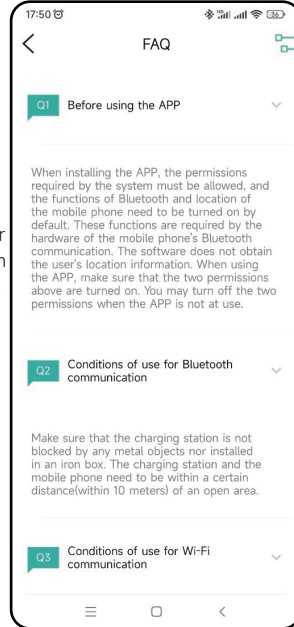 17:50
36
FAQ
Q1 Before using the APP
When installing the APP, the permissions
required by the system must be allowed, and
the functions of Bluetooth and location of
the mobile phone need to be turned on by
default. These functions are required by the
hardware of the mobile phone's Bluetooth
communication. The software does not obtain
the user's location information. When using
the APP, make sure that the two permissions
above are turned on. You may turn off the two
permissions when the APP is not at use.
Q2 Conditions of use for Bluetooth
communication
Make sure that the charging station is not
blocked by any metal objects nor installed
in an iron box. The charging station and the
mobile phone need to be within a certain
distance(within 10 meters) of an open area.
Q3 Conditions of use for Wi-Fi
communication